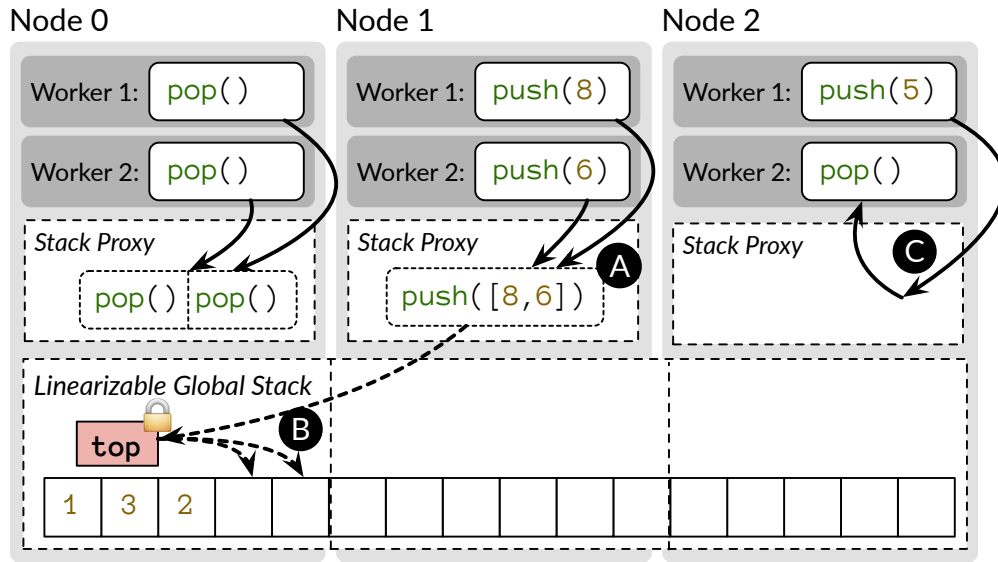 Node 0
Node 1
Node 2
Worker 1: pop()
Worker 1: push(8)
Worker 1: push(5)
Worker 2: pop()
Worker 2: push(6)
Worker 2: pop()
Stack Proxy
Stack Proxy
Stack Proxy
A
C
pop() pop()
push([8,6])
Linearizable Global Stack
B
top
1 3 2